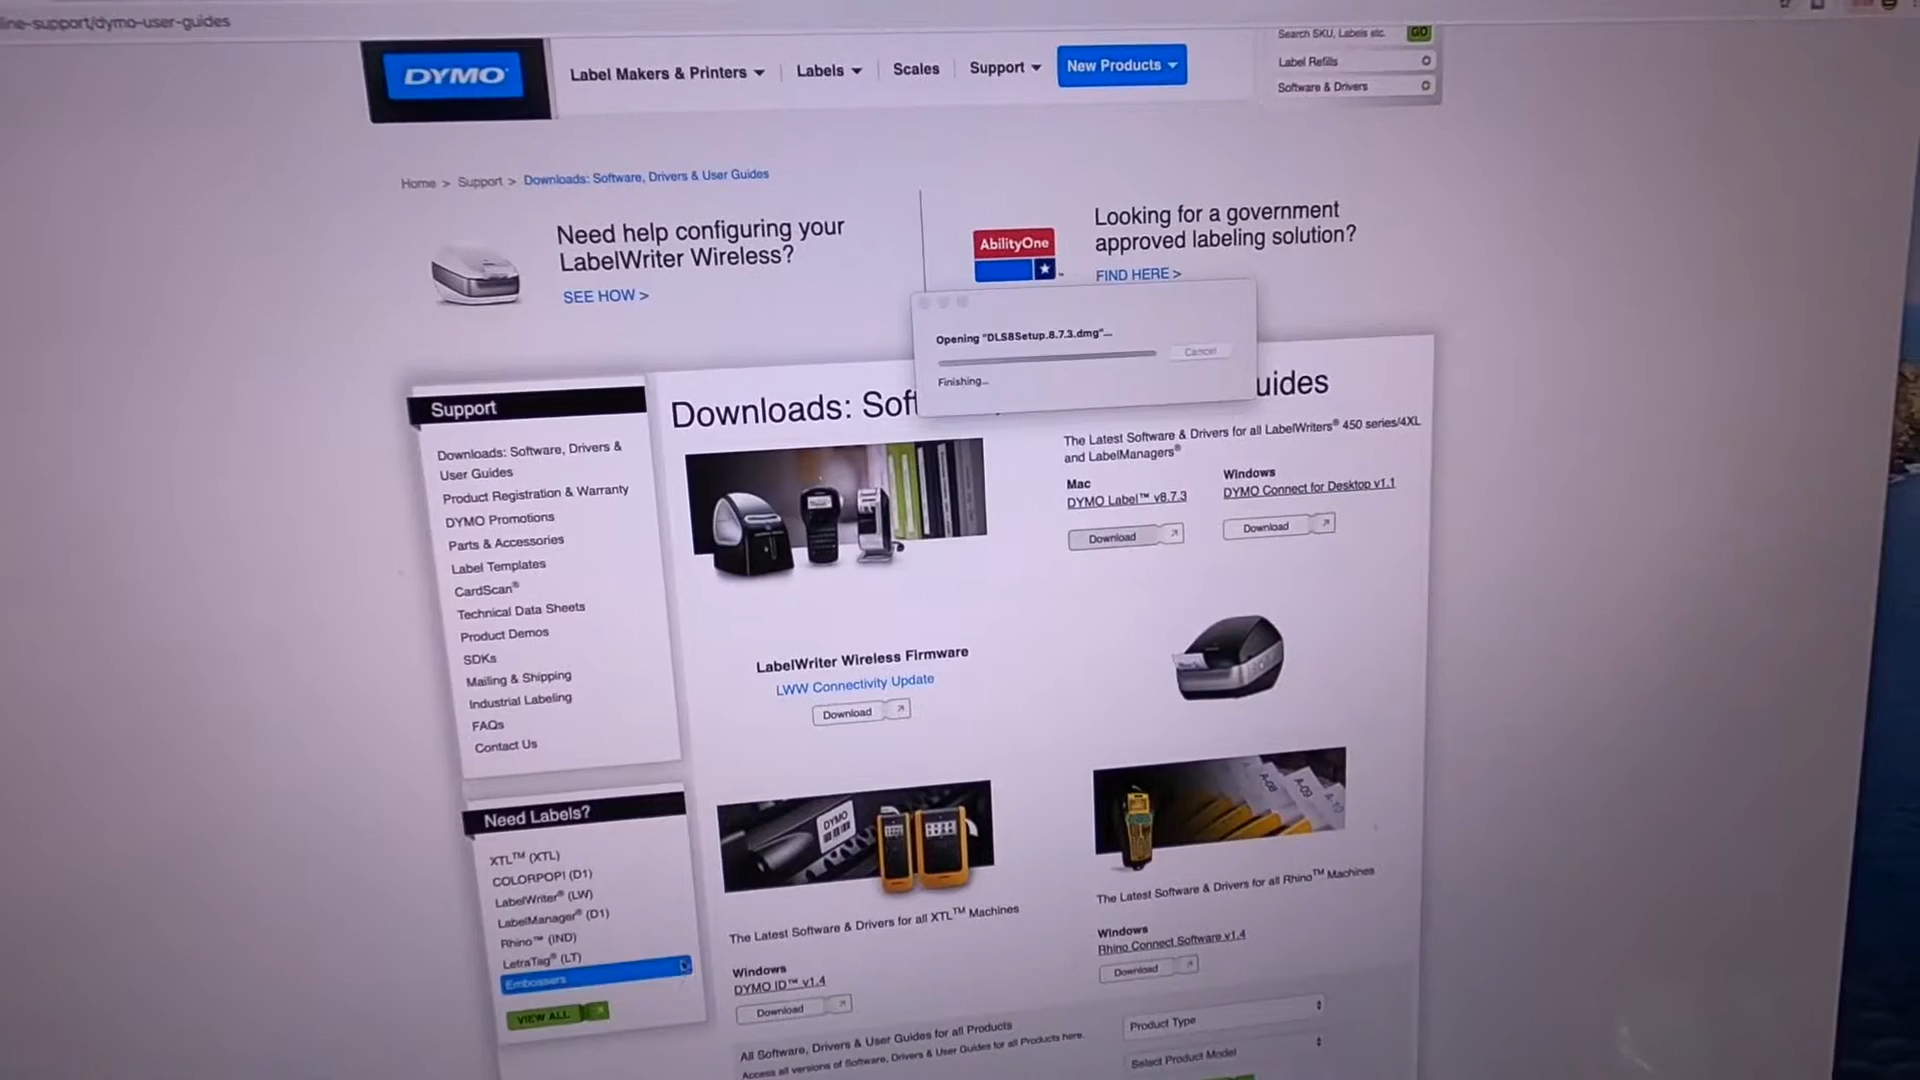 line-support/dymo-user-guides
DYMO
Label Makers & Printers
Labels
Scales
Support
New Products
Search SKU, Labels etc.
GO
Label Refills
Software & Drivers
Home > Support > Downloads: Software, Drivers & User Guides
Need help configuring your
LabelWriter Wireless?
SEE HOW >
AbilityOne
Looking for a government
approved labeling solution?
FIND HERE >
Opening "DLS8Setup.8.7.3.dmg"...
Cancel
Finishing...
Support
Downloads: Software, Drivers &
User Guides
Product Registration & Warranty
DYMO Promotions
Parts & Accessories
Label Templates
CardScan®
Technical Data Sheets
Product Demos
SDKs
Mailing & Shipping
Industrial Labeling
FAQs
Contact Us
Downloads: Sof
uides
The Latest Software & Drivers for all LabelWriters® 450 series/4XL
and LabelManagers®
Mac
DYMO Label™ v8.7.3
Download
Windows
DYMO Connect for Desktop v1.1
Download
LabelWriter Wireless Firmware
LWW Connectivity Update
Download
Need Labels?
XTL™ (XTL)
COLORPOP! (D1)
LabelWriter® (LW)
LabelManager® (D1)
Rhino™ (IND)
LetraTag® (LT)
Embossers
VIEW ALL
DYMO
A-08
A-09
A-10
The Latest Software & Drivers for all XTL™ Machines
Windows
DYMO ID™ v1.4
Download
The Latest Software & Drivers for all Rhino™ Machines
Windows
Rhino Connect Software v1.4
Download
All Software, Drivers & User Guides for all Products
Access all versions of Software, Drivers & User Guides for all Products here.
Product Type
Select Product Model